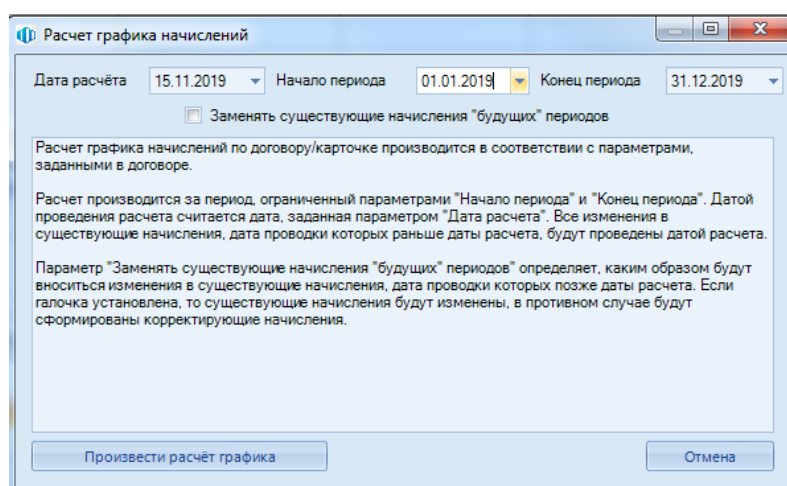 Расчет графика начислений
Дата расчёта 15.11.2019 Начало периода 01.01.2019 Конец периода 31.12.2019
Заменять существующие начисления "будущих" периодов
Расчет графика начислений по договору/карточке производится в соответствии с параметрами,
заданными в договоре.
Расчет производится за период, ограниченный параметрами "Начало периода" и "Конец периода". Датой
проведения расчета считается дата, заданная параметром "Дата расчета". Все изменения в
существующие начисления, дата проводки которых раньше даты расчета, будут проведены датой расчета.
Параметр "Заменять существующие начисления "будущих" периодов" определяет, каким образом будут
вноситься изменения в существующие начисления, дата проводки которых позже даты расчета. Если
галочка установлена, то существующие начисления будут изменены, в противном случае будут
сформированы корректирующие начисления.
Произвести расчёт графика Отмена